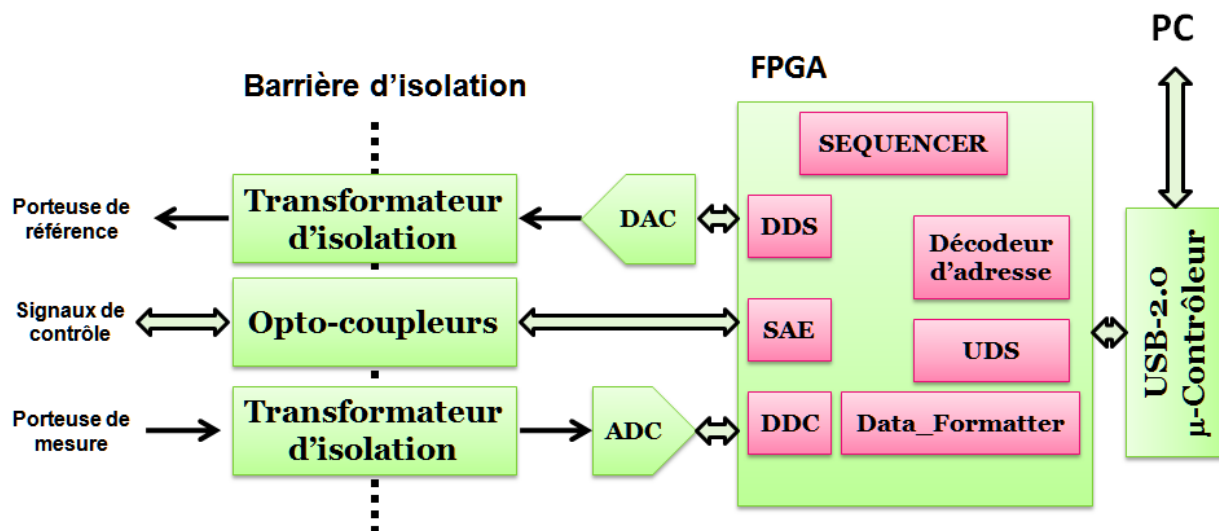 PC
FPGA
Barrière d’isolation
SEQUENCER
Porteuse de
référence
Transformateur
d’isolation
DAC
DDS
Décodeur
d’adresse
Signaux de
contrôle
Opto-coupleurs
SAE
UDS
USB-2.0
µ-Contrôleur
Porteuse de
mesure
Transformateur
d’isolation
ADC
DDC
Data_Formatter